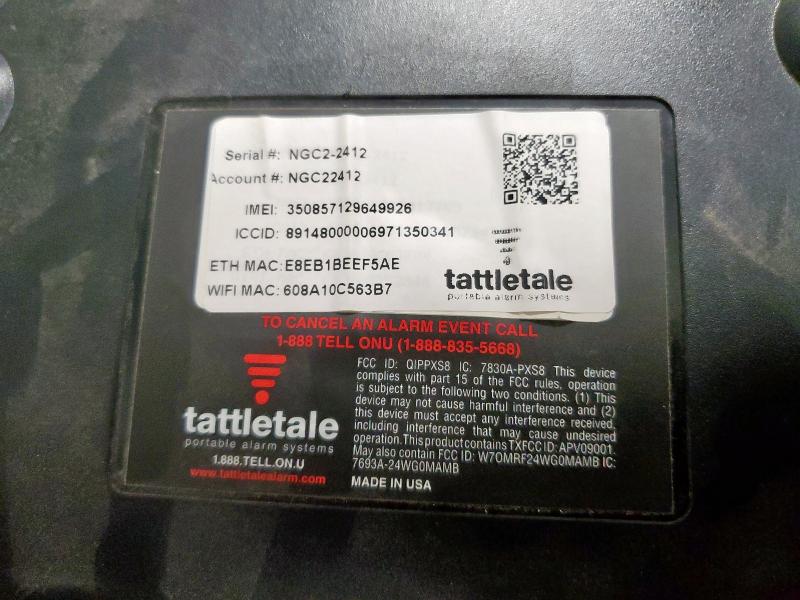 Serial #: NGC2-2412
Account #: NGC22412
IMEI: 350857129649926
ICCID: 89148000006971350341
ETH MAC: E8EB1BEEF5AE
WIFI MAC: 608A10C563B7
tattletale
portable alarm systems
TO CANCEL AN ALARM EVENT CALL
1-888 TELL ONU (1-888-835-5668)
tattletale
portable alarm systems
1.888.TELL.ON.U
www.tattletalealarm.com
FCC ID: QIPPXS8 IC: 7830A-PXS8 This device
complies with part 15 of the FCC rules, operation
is subject to the following two conditions. (1) This
device may not cause harmful interference and (2)
this device must accept any interference received,
including interference that may cause undesired
operation. This product contains TXFCC ID: APV09001.
May also contain FCC ID: W7OMRF24WG0MAMB IC:
7693A-24WG0MAMB
MADE IN USA